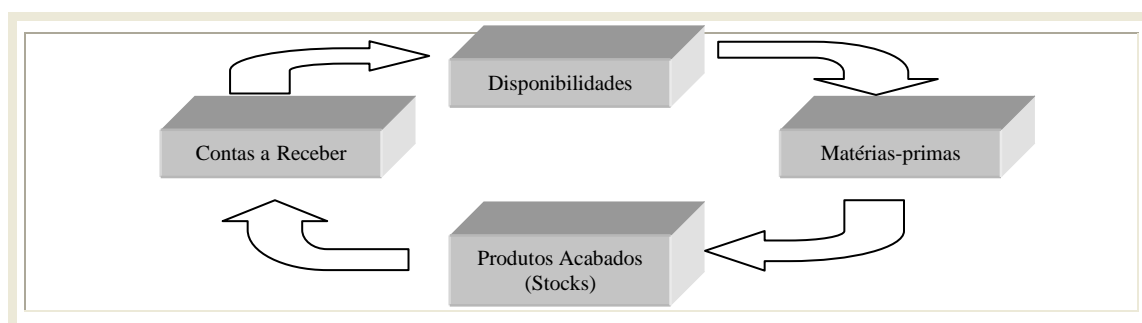 Disponibilidades
Contas a Receber
Matérias-primas
Produtos Acabados
(Stocks)